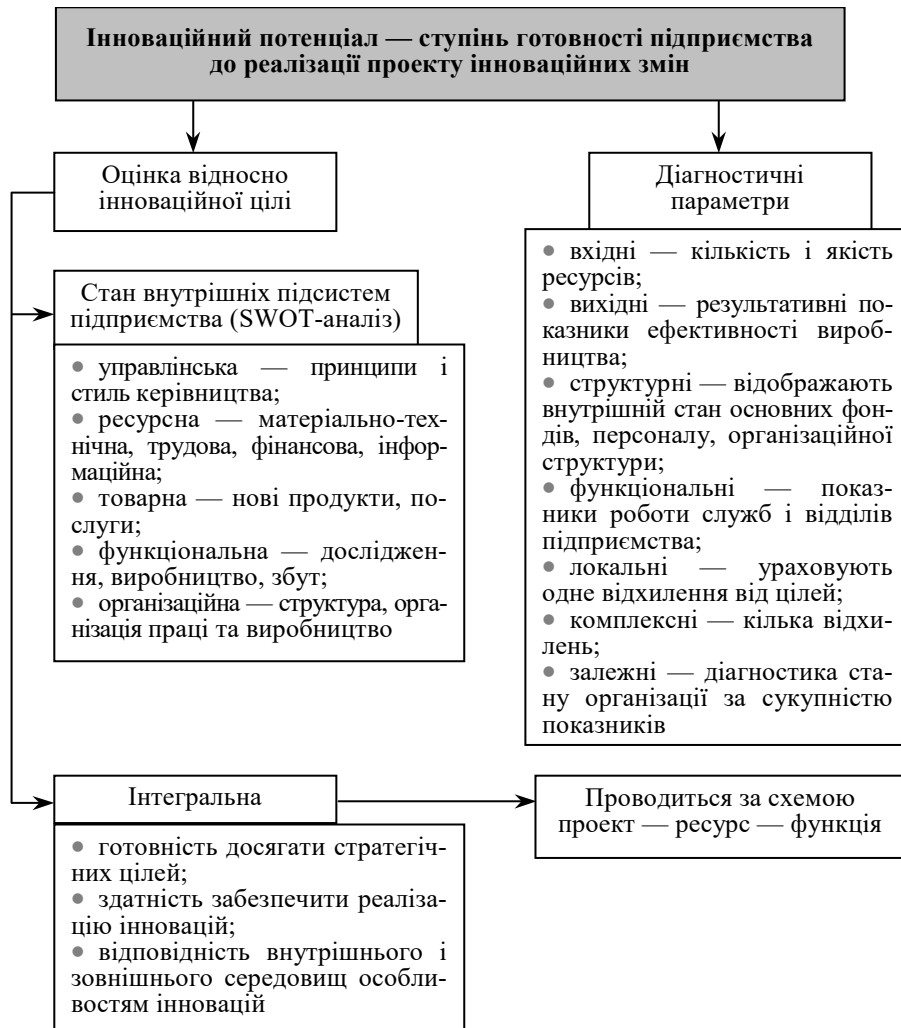 Інноваційний потенціал — ступінь готовності підприємства
до реалізації проекту інноваційних змін
Оцінка відносно
інноваційної цілі
Стан внутрішніх підсистем
підприємства (SWOT-аналіз)
• управлінська — принципи і
стиль керівництва;
• ресурсна — матеріально-тех-
нічна, трудова, фінансова, інфор-
маційна;
• товарна — нові продукти, по-
слуги;
• функціональна — досліджен-
ня, виробництво, збут;
• організаційна — структура, орга-
нізація праці та виробництво
Діагностичні
параметри
• вхідні — кількість і якість
ресурсів;
• вихідні — результативні по-
казники ефективності вироб-
ництва;
• структурні — відображають
внутрішній стан основних фон-
дів, персоналу, організаційної
структури;
• функціональні — показ-
ники роботи служб і відділів
підприємства;
• локальні — ураховують
одне відхилення від цілей;
• комплексні — кілька відхи-
лень;
• залежні — діагностика ста-
ну організації за сукупністю
показників
Інтегральна
• готовність досягати стратегіч-
них цілей;
• здатність забезпечити реаліза-
цію інновацій;
• відповідність внутрішнього і
зовнішнього середовищ особли-
востям інновацій
Проводиться за схемою
проект — ресурс — функція